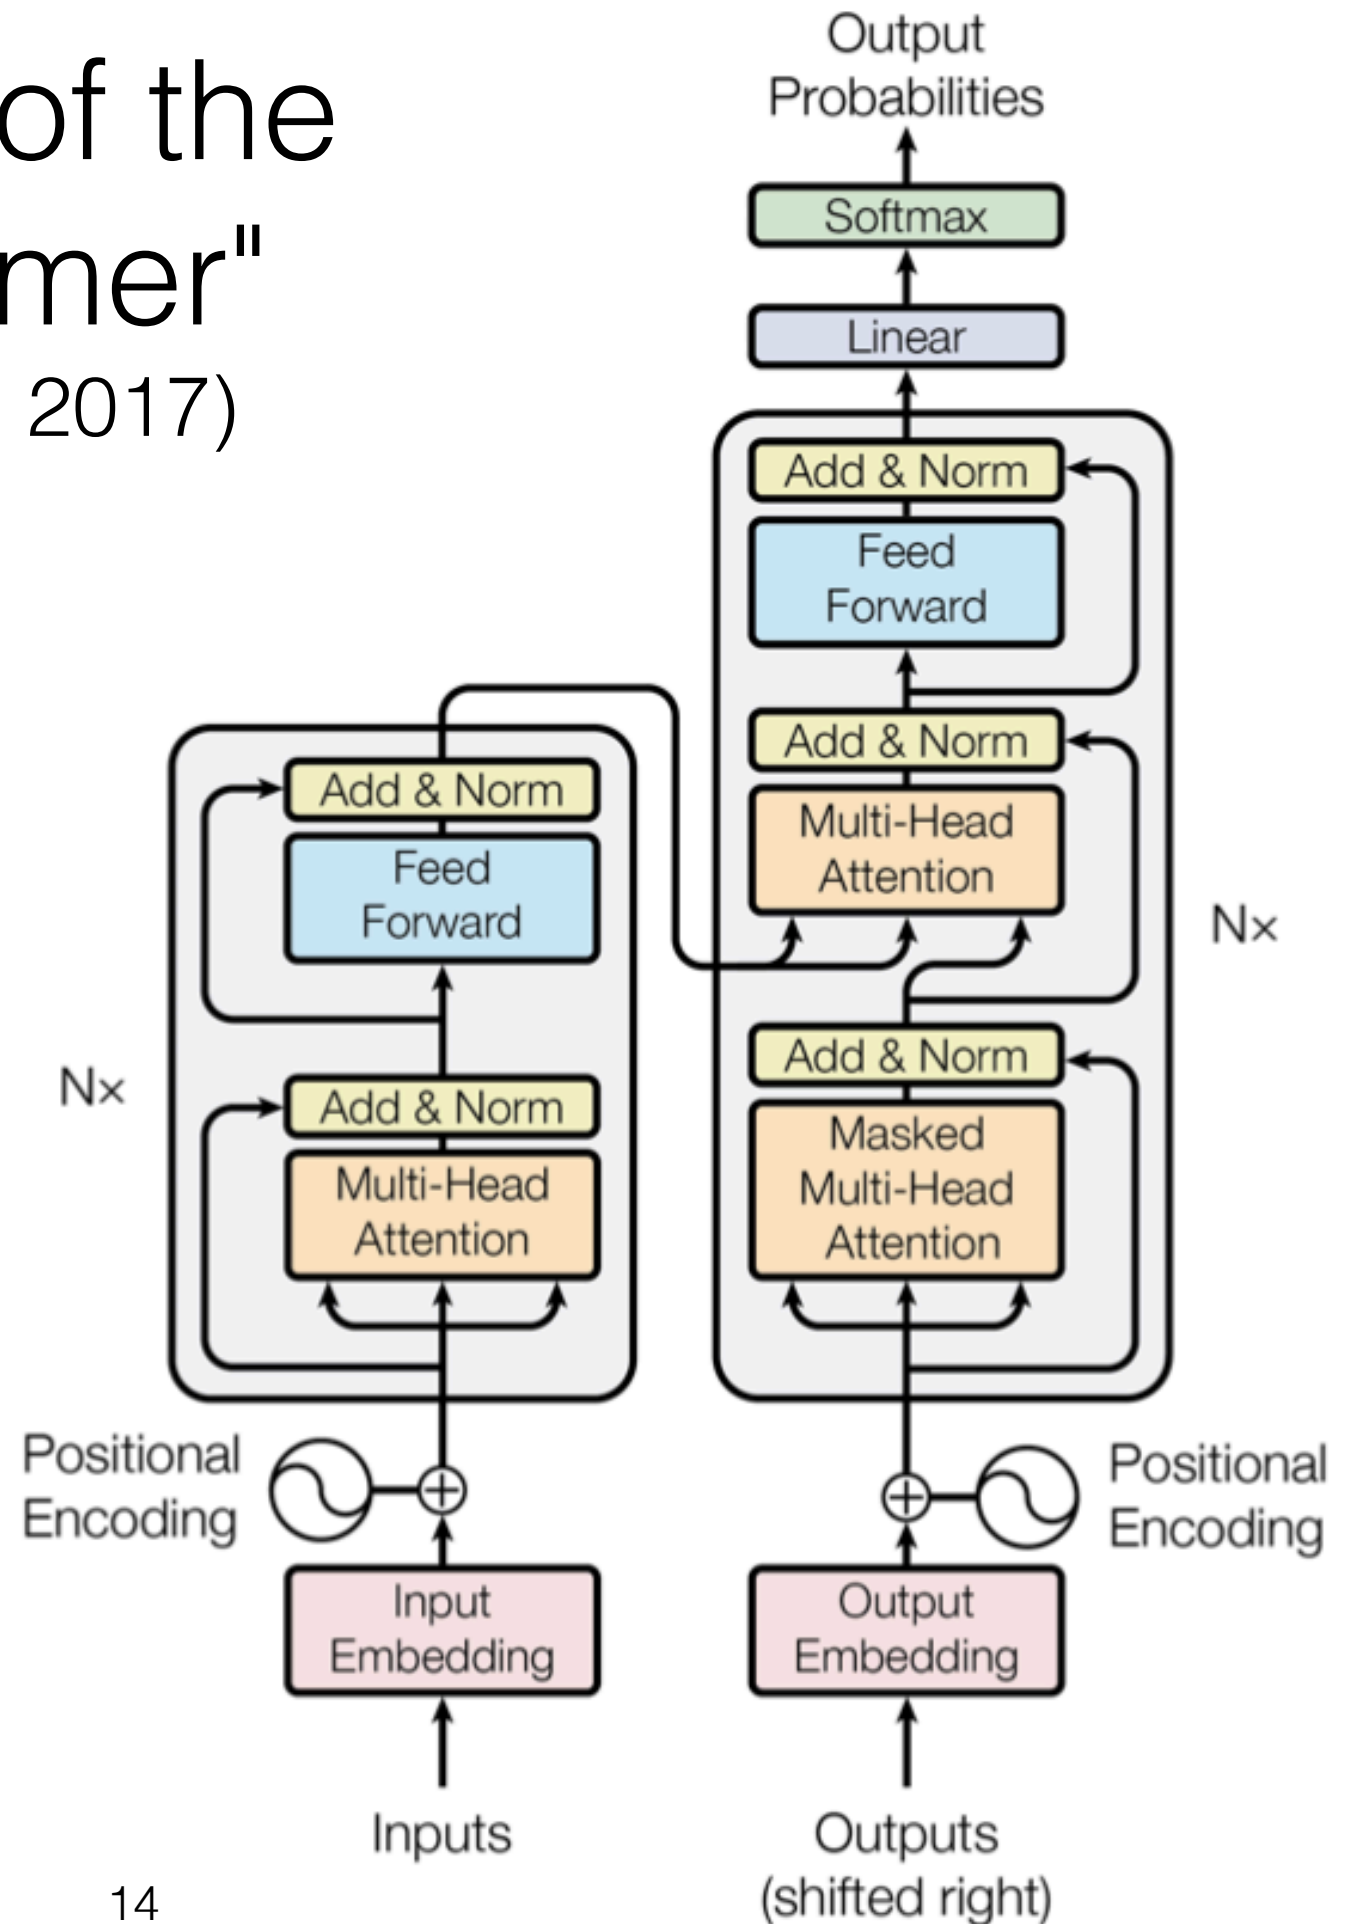 of the
mer"
2017)
Output
Probabilities
Softmax
Linear
Add & Norm
Feed
Forward
Add & Norm
Multi-Head
Attention
Nx
Add & Norm
Masked
Multi-Head
Attention
Add & Norm
Feed
Forward
Nx
Add & Norm
Multi-Head
Attention
Positional
Encoding
Positional
Encoding
Input
Embedding
Output
Embedding
Inputs
Outputs
(shifted right)
14